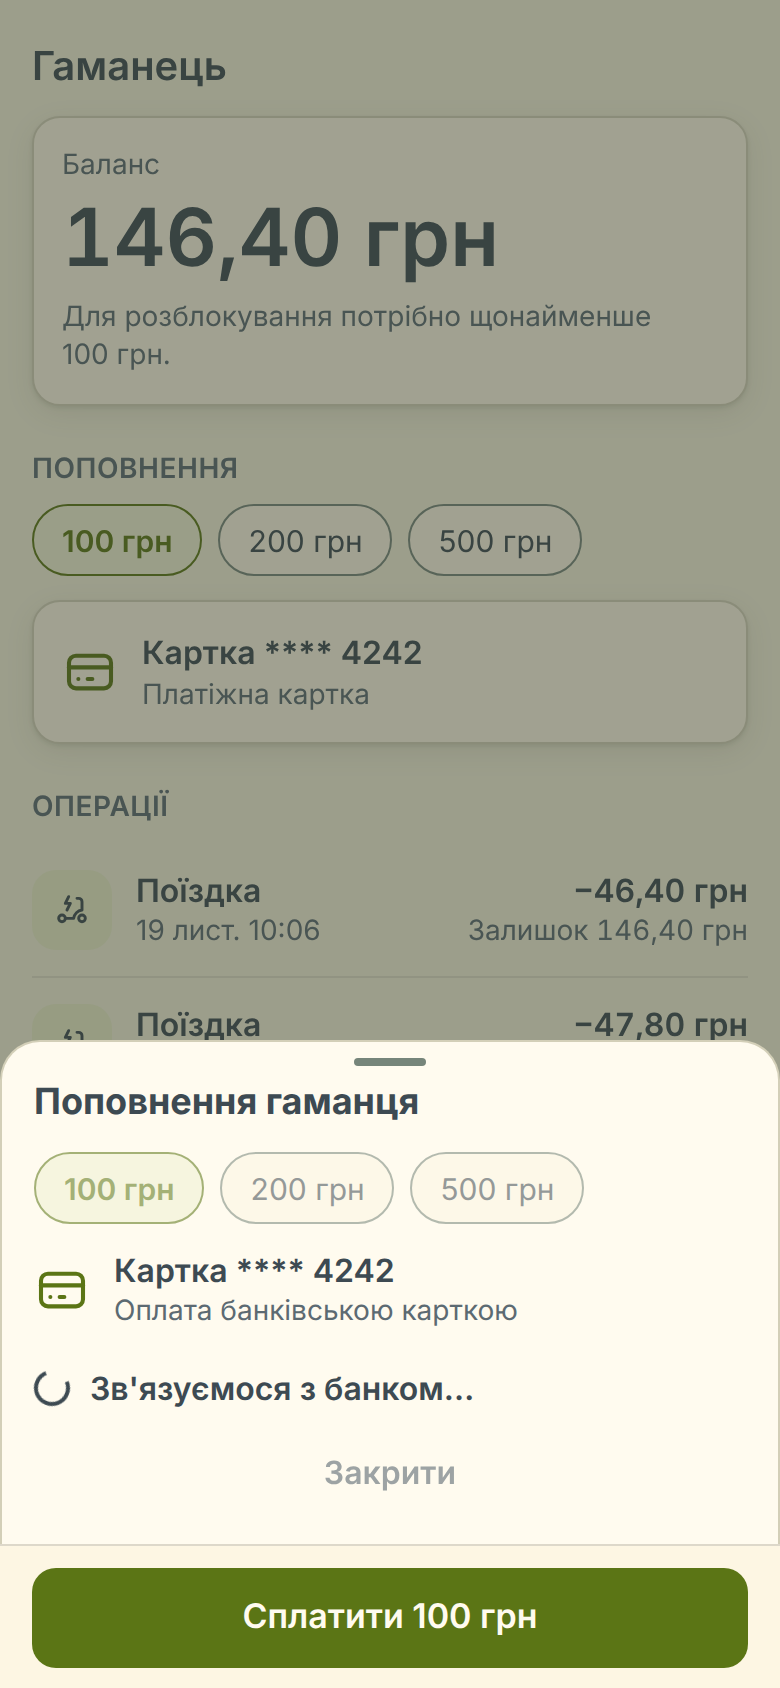 Гаманець
Баланс
146,40 грн
Для розблокування потрібно щонайменше
100 грн.
ПОПОВНЕННЯ
100 грн
200 грн
500 грн
Картка **** 4242
Платіжна картка
ОПЕРАЦІЇ
Поїздка
−46,40 грн
19 лист. 10:06
Залишок 146,40 грн
Поїздка
−47,80 грн
Поповнення гаманця
100 грн
200 грн
500 грн
Картка **** 4242
Оплата банківською карткою
Зв'язуємося з банком...
Закрити
Сплатити 100 грн